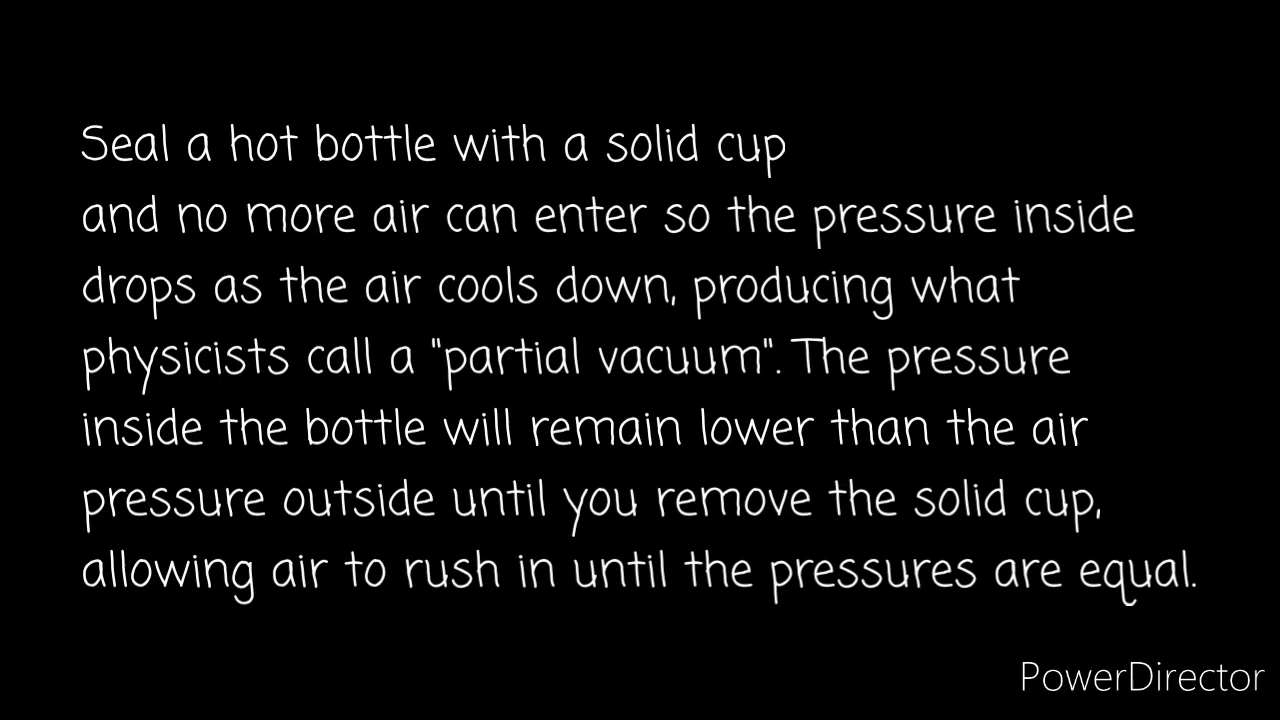 Seal a hot bottle with a solid cup
and no more air can enter so the pressure inside
drops as the air cools down, producing what
physicists call a "partial vacuum". The pressure
inside the bottle will remain lower than the air
pressure outside until you remove the solid cup,
allowing air to rush in until the pressures are equal.
PowerDirector